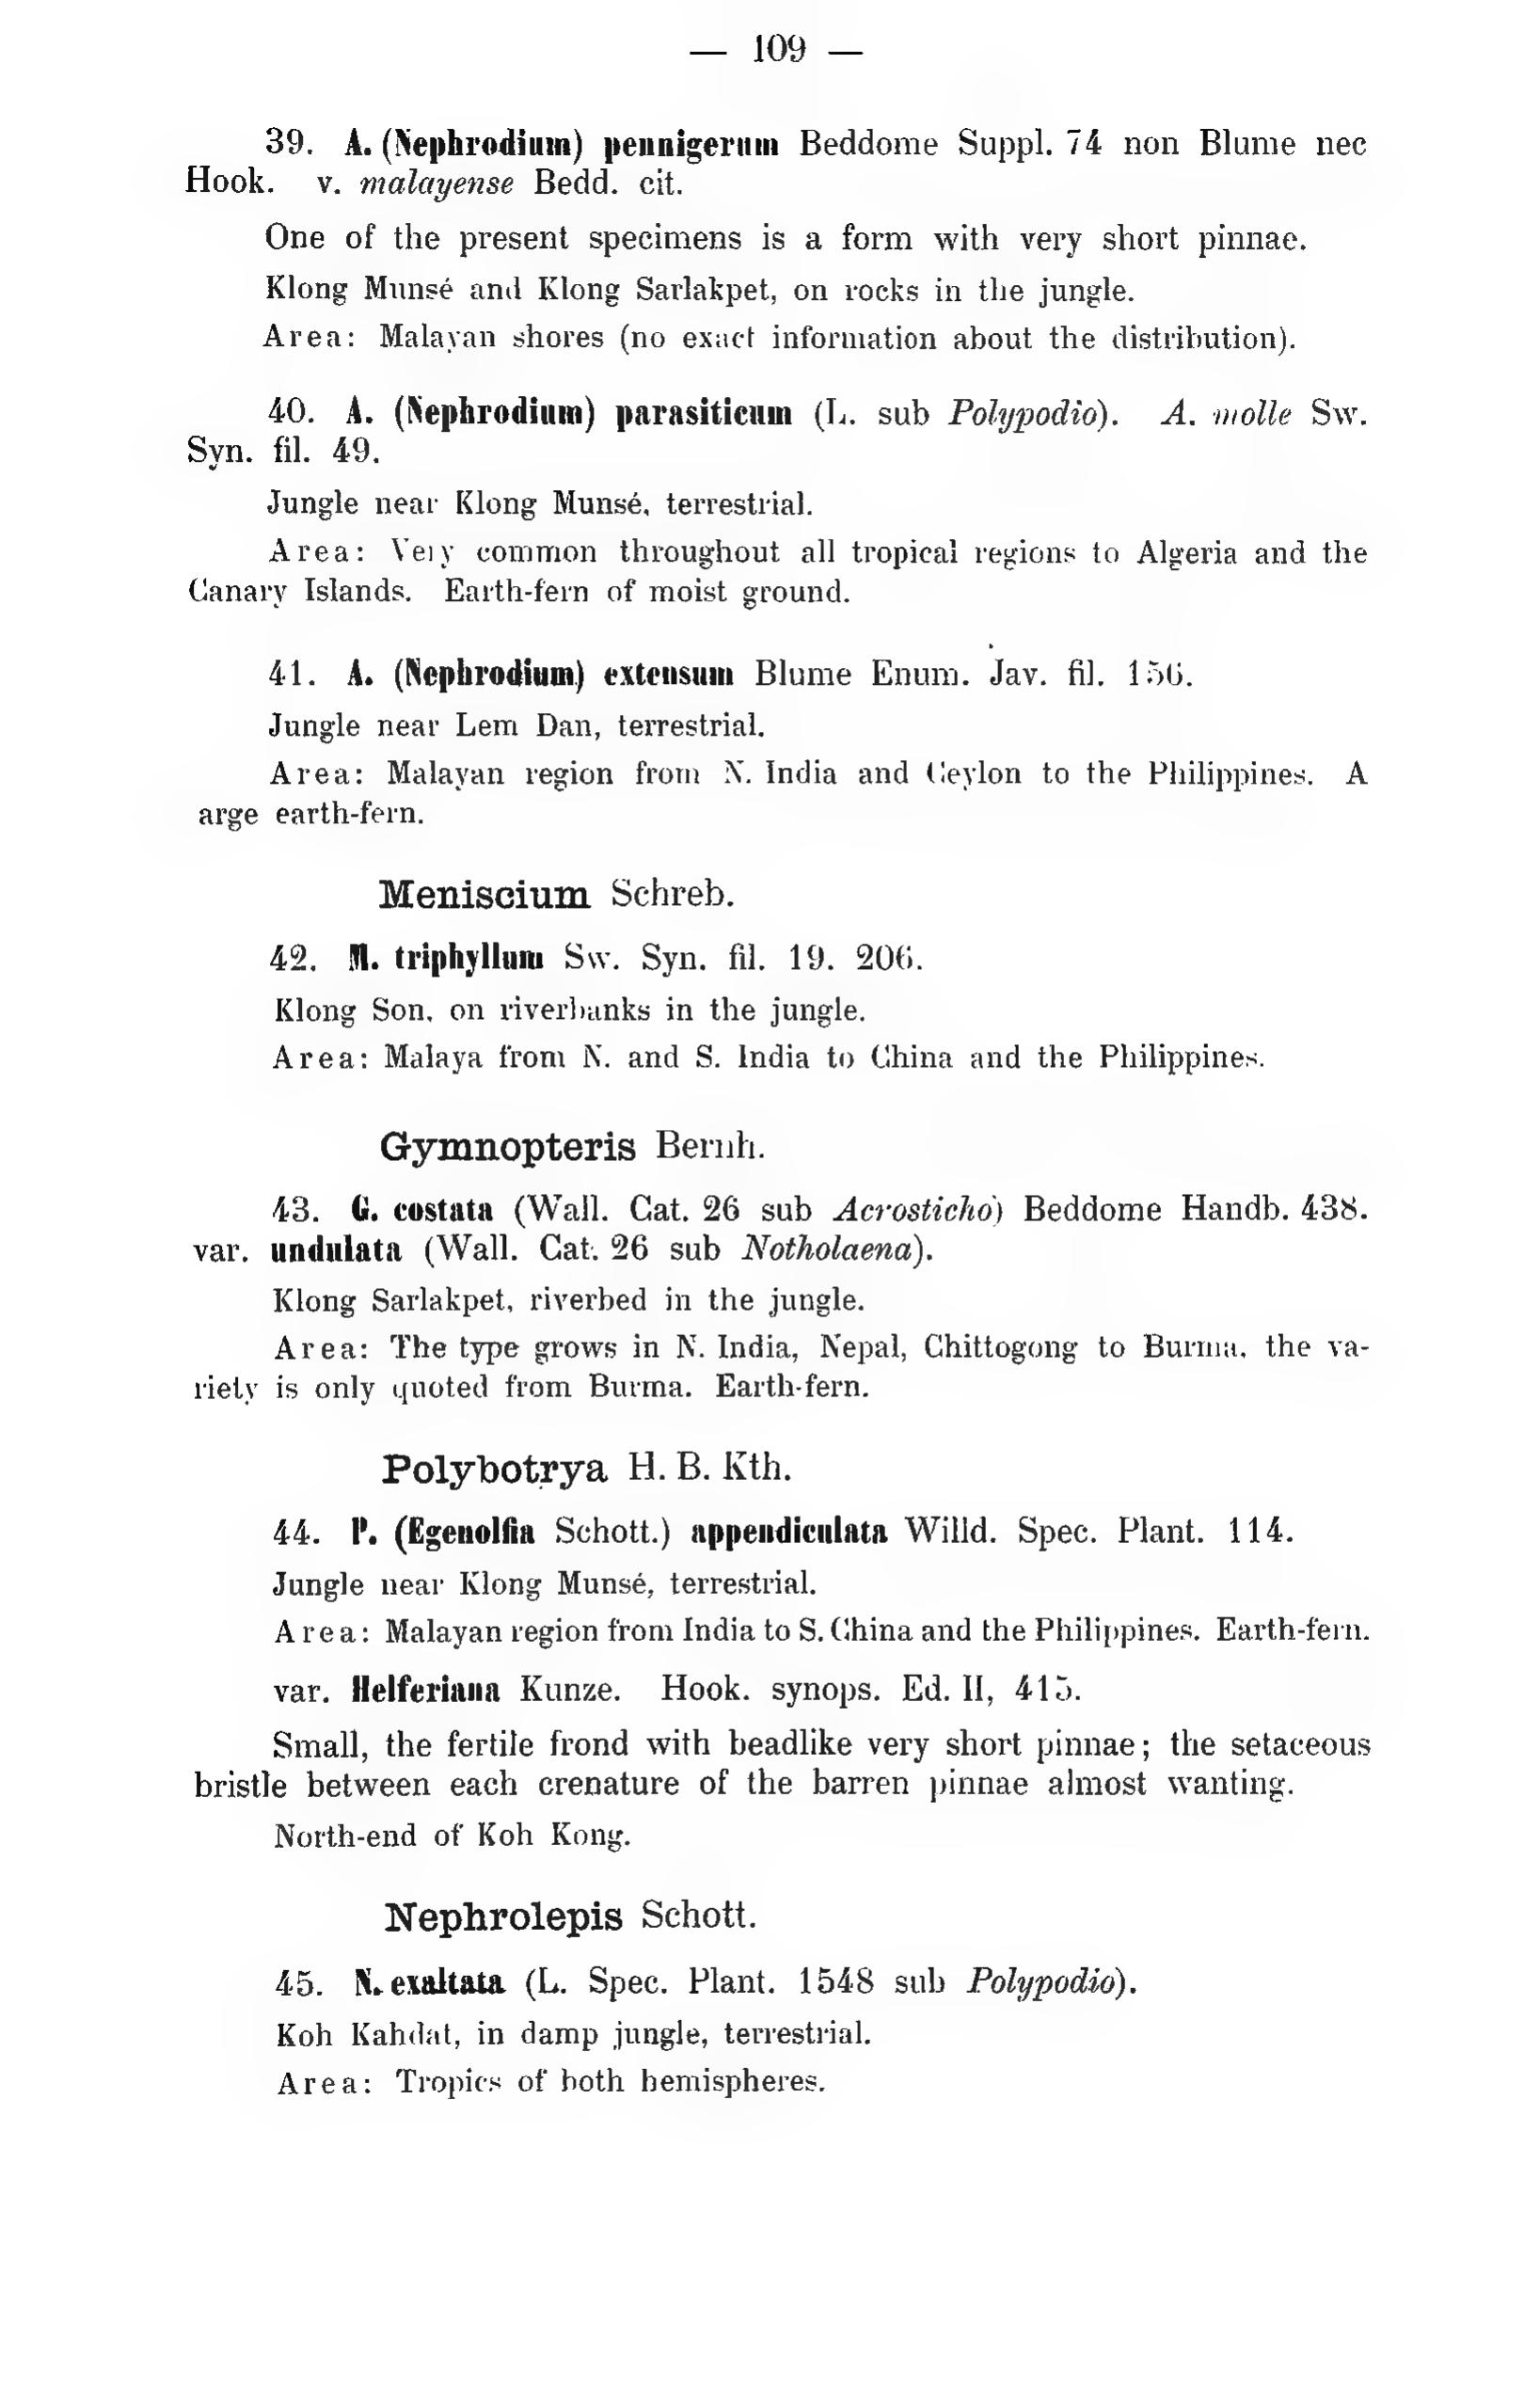 — 109 —
39. A. (Nephrodium) pennigerum Beddome Suppl. 74 non Blume nec
Hook. v. malayense Bedd. cit.
One of the present specimens is a form with very short pinnae.
Klong Munsé and Klong Sarlakpet, on rocks in the jungle.
Area: Malayan shores (no exact information about the distribution).
40. A. (Nephrodium) parasiticum (L. sub Polypodio). A. molle Sw.
Syn. fil. 49.
Jungle near Klong Munsé, terrestrial.
Area: Very common throughout all tropical regions to Algeria and the
Canary Islands. Earth-fern of moist ground.
41. A. (Nephrodium) extensum Blume Enum. Jav. fil. 156.
Jungle near Lem Dan, terrestrial.
Area: Malayan region from N. India and Ceylon to the Philippines. A
arge earth-fern.
Meniscium Schreb.
42. M. triphyllum Sw. Syn. fil. 19. 206.
Klong Son, on riverbanks in the jungle.
Area: Malaya from N. and S. India to China and the Philippines.
Gymnopteris Bernh.
43. G. costata (Wall. Cat. 26 sub Acrosticho) Beddome Handb. 438.
var. undulata (Wall. Cat. 26 sub Notholaena).
Klong Sarlakpet, riverbed in the jungle.
Area: The type grows in N. India, Nepal, Chittogong to Burma, the va-
riety is only quoted from Burma. Earth-fern.
Polybotrya H. B. Kth.
44. P. (Egenolfia Schott.) appendiculata Willd. Spec. Plant. 114.
Jungle near Klong Munsé, terrestrial.
Area: Malayan region from India to S. China and the Philippines. Earth-fern.
var. Helferiana Kunze. Hook. synops. Ed. II, 415.
Small, the fertile frond with beadlike very short pinnae; the setaceous
bristle between each crenature of the barren pinnae almost wanting.
North-end of Koh Kong.
Nephrolepis Schott.
45. N. exaltata (L. Spec. Plant. 1548 sub Polypodio).
Koh Kahdat, in damp jungle, terrestrial.
Area: Tropics of both hemispheres.